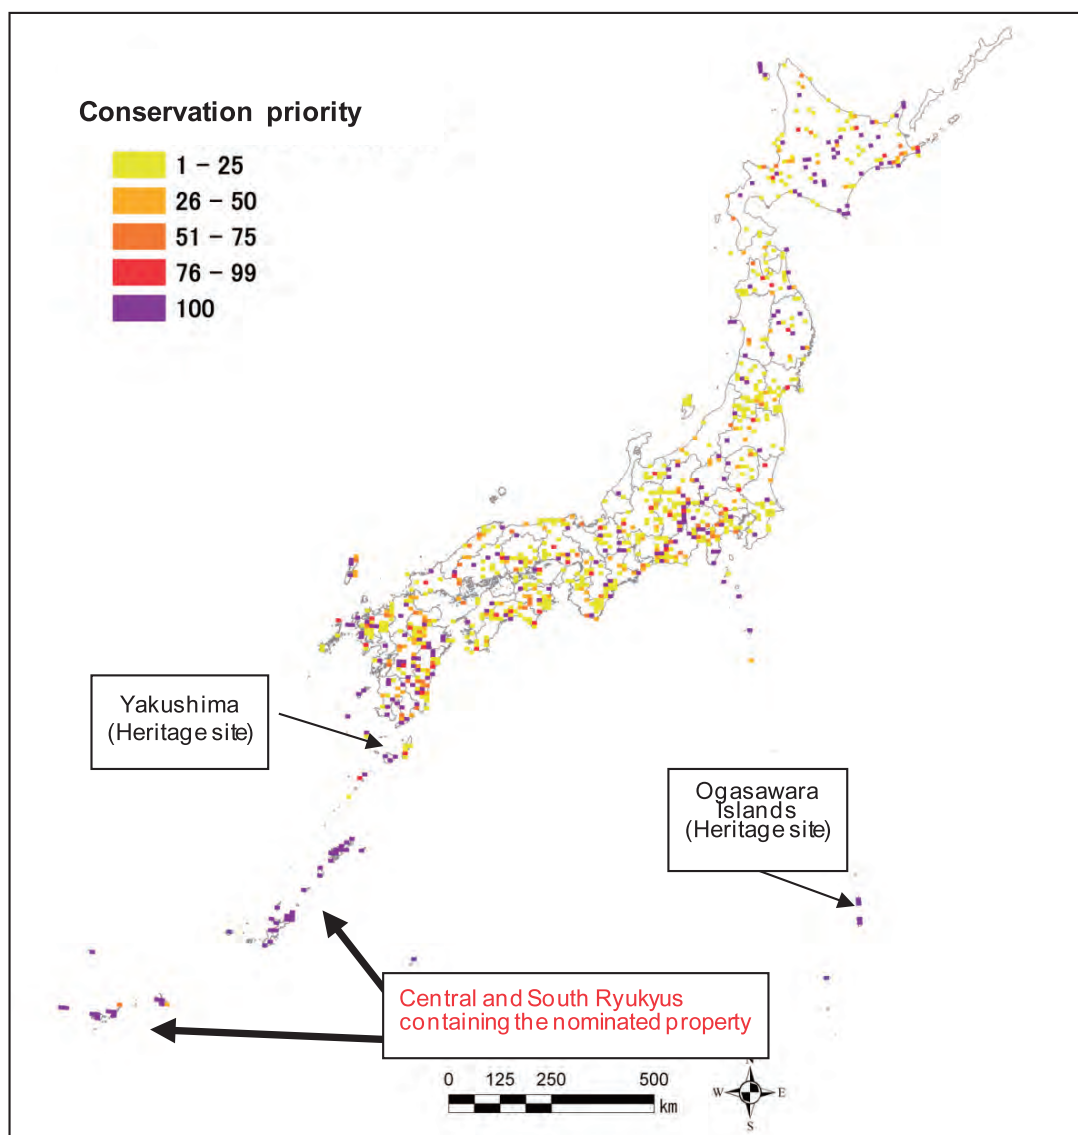 Conservation priority
1 - 25
26 - 50
51 - 75
76 - 99
100
Yakushima
(Heritage site)
Ogasawara
Islands
(Heritage site)
Central and South Ryukyus
containing the nominated property
0 125 250 500
km
N
W E
S